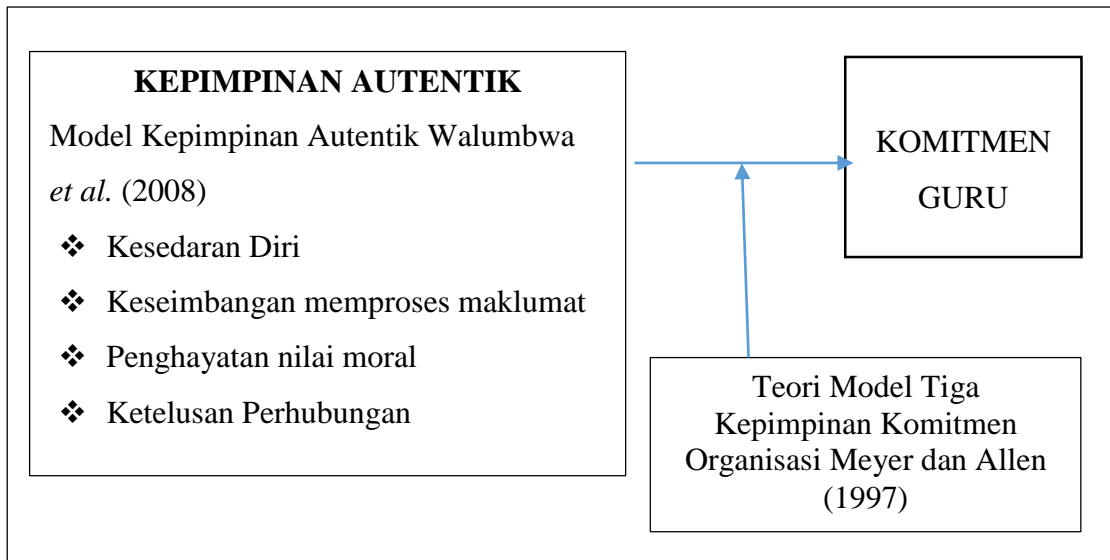 KEPIMPINAN AUTENTIK
Model Kepimpinan Autentik Walumbwa
et al. (2008)
❖ Kesedaran Diri
❖ Keseimbangan memproses maklumat
❖ Penghayatan nilai moral
❖ Ketelusan Perhubungan
KOMITMEN
GURU
Teori Model Tiga
Kepimpinan Komitmen
Organisasi Meyer dan Allen
(1997)